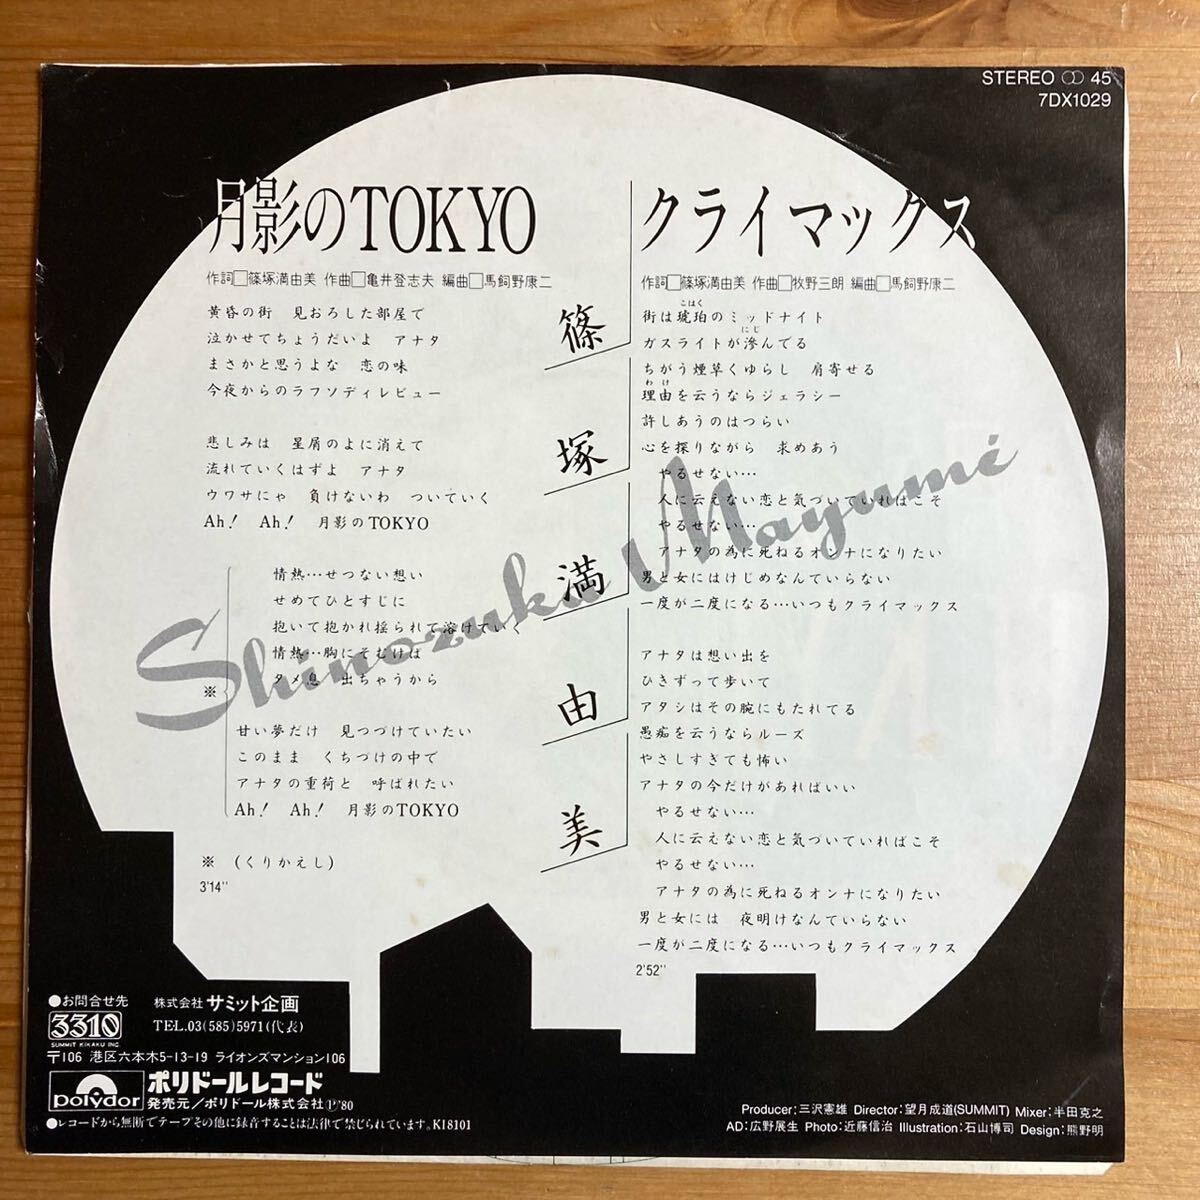 STEREO ○○ 45
7DX1029
月影のTOKYO
作詞□篠塚満由美 作曲□亀井登志夫 編曲□馬飼野康二
黄昏の街 見おろした部屋で
泣かせてちょうだいよ アナタ
まさかと思うよな 恋の味
今夜からのラフソディレビュー
悲しみは 星屑のよに消えて
流れていくはずよ アナタ
ウワサにゃ 負けないわ ついていく
Ah! Ah! 月影のTOKYO
情熱…せつない想い
せめてひとすじに
抱いて抱かれ揺られて溶けていく
情熱…胸にそむけば
タメ息 出ちゃうから
※
甘い夢だけ 見つづけていたい
このまま くちづけの中で
アナタの重荷と 呼ばれたい
Ah! Ah! 月影のTOKYO
※ (くりかえし)
3'14''
篠塚満由美
Shinozuka Mayumi
クライマックス
作詞□篠塚満由美 作曲□牧野三朗 編曲□馬飼野康二
こはく
街は琥珀のミッドナイト
にじ
ガスライトが滲んでる
ちがう煙草くゆらし 肩寄せる
わけ
理由を云うならジェラシー
許しあうのはつらい
心を探りながら 求めあう
やるせない…
人に云えない恋と気づいていればこそ
やるせない…
アナタの為に死ねるオンナになりたい
男と女にはけじめなんていらない
一度が二度になる…いつもクライマックス
アナタは想い出を
ひきずって歩いて
アタシはその腕にもたれてる
愚痴を云うならルーズ
やさしすぎても怖い
アナタの今だけがあればいい
やるせない…
人に云えない恋と気づいていればこそ
やるせない…
アナタの為に死ねるオンナになりたい
男と女には 夜明けなんていらない
一度が二度になる…いつもクライマックス
2'52''
●お問合せ先 株式会社 サミット企画
3310
SUMMIT KIKAKU INC.
TEL.03(585)5971(代表)
〒106 港区六本木5-13-19 ライオンズマンション106
polydor
ポリドールレコード
発売元/ポリドール株式会社Ⓟ'80
●レコードから無断でテープその他に録音することは法律で禁じられています。K18101
Producer:三沢憲雄 Director:望月成道(SUMMIT) Mixer:半田克之
AD:広野展生 Photo:近藤信治 Illustration:石山博司 Design:熊野明